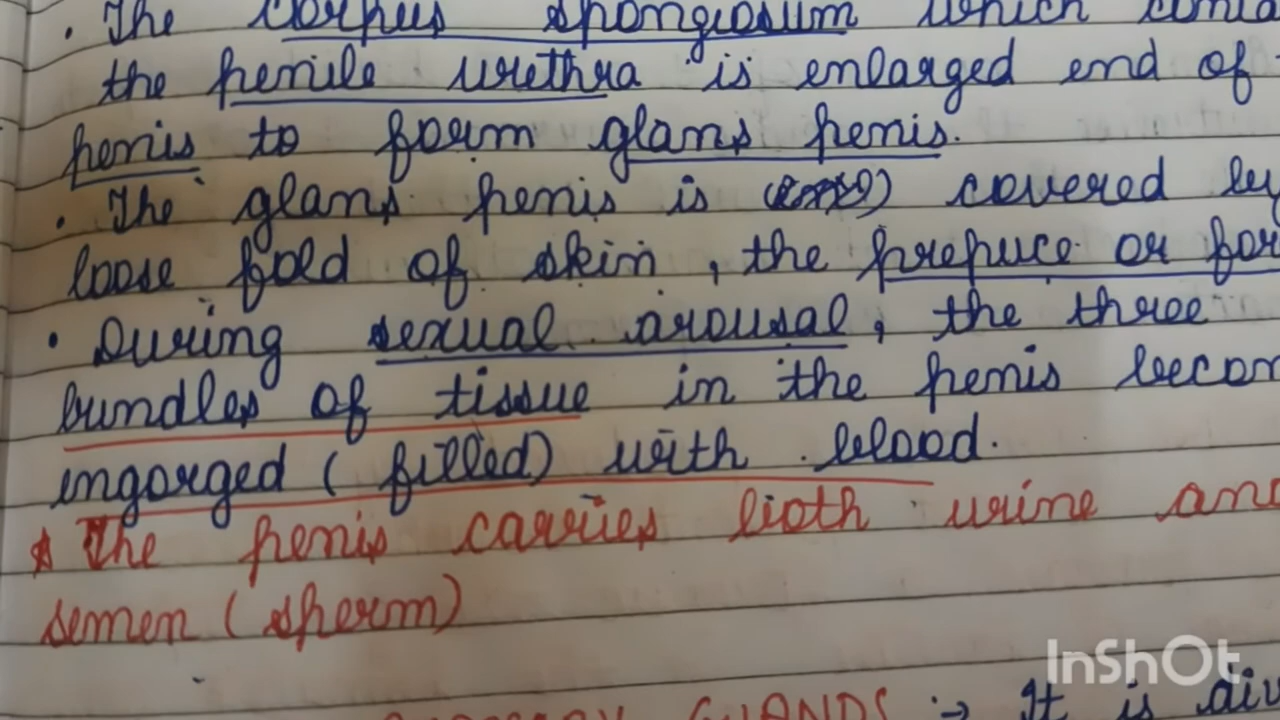 . The corpus spongiosum which conta
the penile urethra is enlarged end of
penis to form glans penis.
. The glans penis is covered by
loose fold of skin, the prepuce or for
. During sexual arousal, the three
bundles of tissue in the penis becom
ingorged (filled) with blood.
The penis carries both urine and
semen (sperm)
GLANDS :→ It is div
InShOt